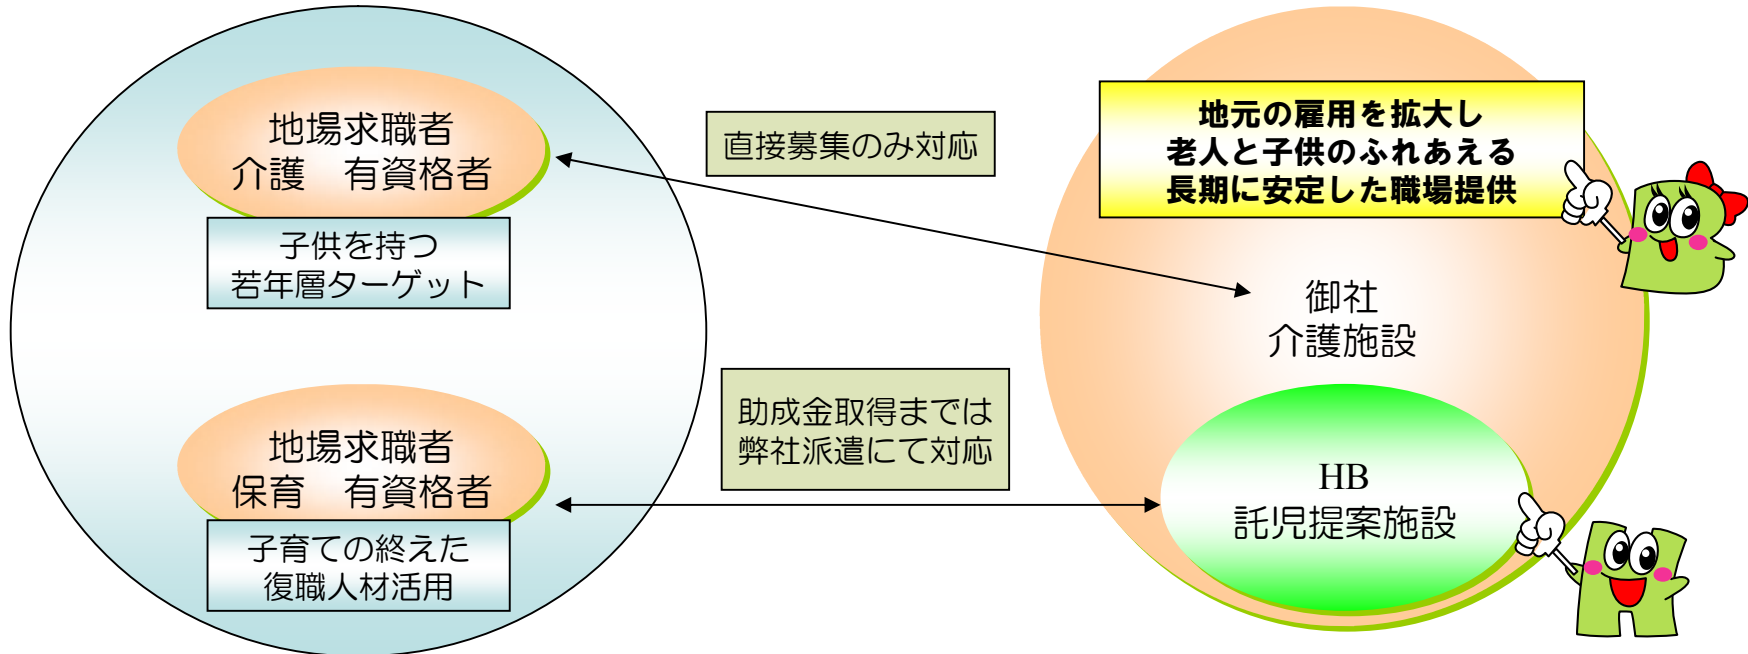 地場求職者
介護　有資格者
子供を持つ
若年層ターゲット
地場求職者
保育　有資格者
子育ての終えた
復職人材活用
直接募集のみ対応
助成金取得までは
弊社派遣にて対応
地元の雇用を拡大し
老人と子供のふれあえる
長期に安定した職場提供
御社
介護施設
HB
託児提案施設